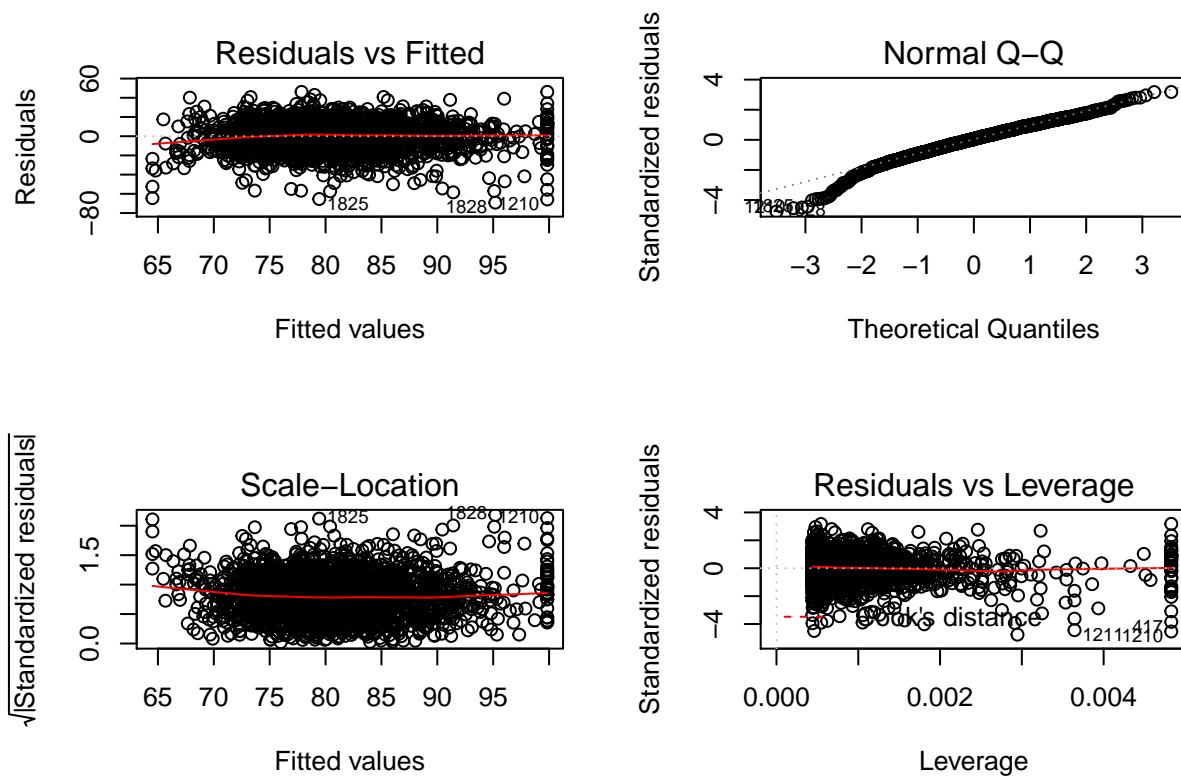 Residuals vs Fitted
Residuals
60
0
−80
65 70 75 80 85 90 95
Fitted values
1825
1828
1210
Normal Q−Q
Standardized residuals
4
0
−4
−3 −2 −1 0 1 2 3
Theoretical Quantiles
Scale−Location
√|Standardized residuals|
1.5
0.0
65 70 75 80 85 90 95
Fitted values
1825
1828
1210
Residuals vs Leverage
Standardized residuals
4
0
−4
0.000 0.002 0.004
Leverage
Cook's distance
1211
1210
417